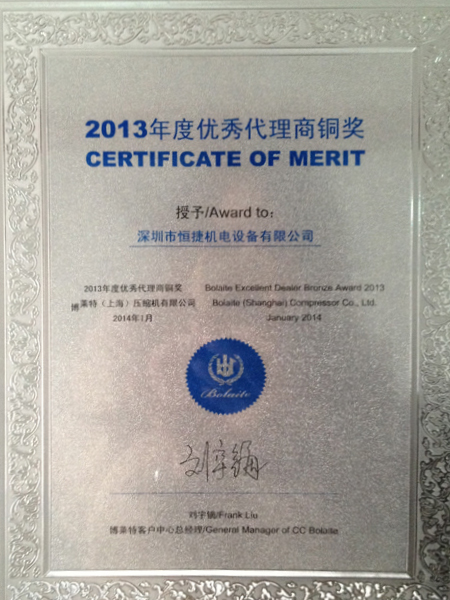 2013年度优秀代理商铜奖
CERTIFICATE OF MERIT
授予/Award to:
深圳市恒捷机电设备有限公司
2013年度优秀代理商铜奖 Bolaite Excellent Dealer Bronze Award 2013
博莱特（上海）压缩机有限公司 Bolaite (Shanghai) Compressor Co., Ltd.
2014年1月 January 2014
Bolaite
刘宇镛/Frank Liu
博莱特客户中心总经理/General Manager of CC Bolaite